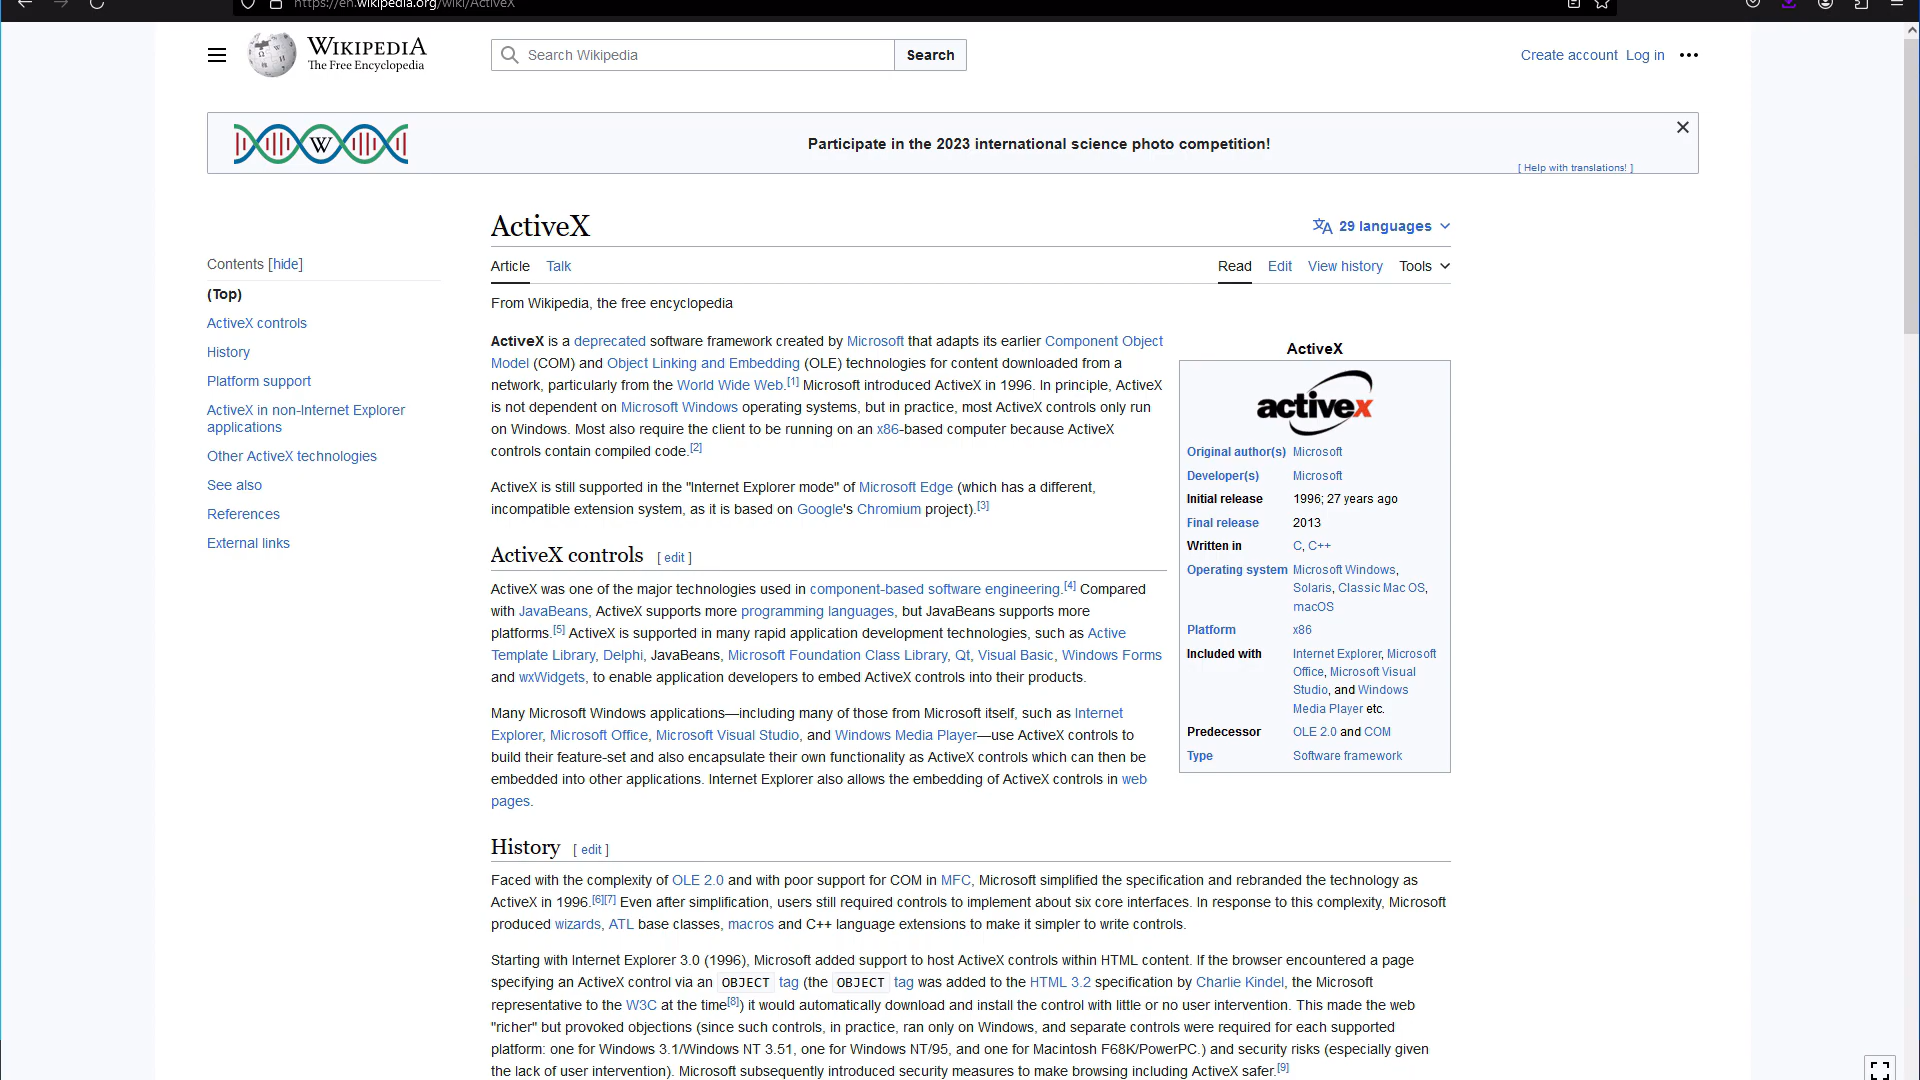 https://en.wikipedia.org/wiki/ActiveX
WIKIPEDIA
The Free Encyclopedia
Search Wikipedia
Search
Create account Log in
W
Participate in the 2023 international science photo competition!
[ Help with translations! ]
ActiveX
29 languages
Contents [hide]
(Top)
ActiveX controls
History
Platform support
ActiveX in non-Internet Explorer
applications
Other ActiveX technologies
See also
References
External links
Article Talk
Read Edit View history Tools
From Wikipedia, the free encyclopedia
ActiveX is a deprecated software framework created by Microsoft that adapts its earlier Component Object
Model (COM) and Object Linking and Embedding (OLE) technologies for content downloaded from a
network, particularly from the World Wide Web.[1] Microsoft introduced ActiveX in 1996. In principle, ActiveX
is not dependent on Microsoft Windows operating systems, but in practice, most ActiveX controls only run
on Windows. Most also require the client to be running on an x86-based computer because ActiveX
controls contain compiled code.[2]
ActiveX is still supported in the "Internet Explorer mode" of Microsoft Edge (which has a different,
incompatible extension system, as it is based on Google's Chromium project).[3]
ActiveX
activex
Original author(s) Microsoft
Developer(s) Microsoft
Initial release 1996; 27 years ago
Final release 2013
Written in C, C++
Operating system Microsoft Windows,
Solaris, Classic Mac OS,
macOS
Platform x86
Included with Internet Explorer, Microsoft
Office, Microsoft Visual
Studio, and Windows
Media Player etc.
Predecessor OLE 2.0 and COM
Type Software framework
ActiveX controls [ edit ]
ActiveX was one of the major technologies used in component-based software engineering.[4] Compared
with JavaBeans, ActiveX supports more programming languages, but JavaBeans supports more
platforms.[5] ActiveX is supported in many rapid application development technologies, such as Active
Template Library, Delphi, JavaBeans, Microsoft Foundation Class Library, Qt, Visual Basic, Windows Forms
and wxWidgets, to enable application developers to embed ActiveX controls into their products.
Many Microsoft Windows applications—including many of those from Microsoft itself, such as Internet
Explorer, Microsoft Office, Microsoft Visual Studio, and Windows Media Player—use ActiveX controls to
build their feature-set and also encapsulate their own functionality as ActiveX controls which can then be
embedded into other applications. Internet Explorer also allows the embedding of ActiveX controls in web
pages.
History [ edit ]
Faced with the complexity of OLE 2.0 and with poor support for COM in MFC, Microsoft simplified the specification and rebranded the technology as
ActiveX in 1996.[6][7] Even after simplification, users still required controls to implement about six core interfaces. In response to this complexity, Microsoft
produced wizards, ATL base classes, macros and C++ language extensions to make it simpler to write controls.
Starting with Internet Explorer 3.0 (1996), Microsoft added support to host ActiveX controls within HTML content. If the browser encountered a page
specifying an ActiveX control via an OBJECT tag (the OBJECT tag was added to the HTML 3.2 specification by Charlie Kindel, the Microsoft
representative to the W3C at the time[8]) it would automatically download and install the control with little or no user intervention. This made the web
"richer" but provoked objections (since such controls, in practice, ran only on Windows, and separate controls were required for each supported
platform: one for Windows 3.1/Windows NT 3.51, one for Windows NT/95, and one for Macintosh F68K/PowerPC.) and security risks (especially given
the lack of user intervention). Microsoft subsequently introduced security measures to make browsing including ActiveX safer.[9]